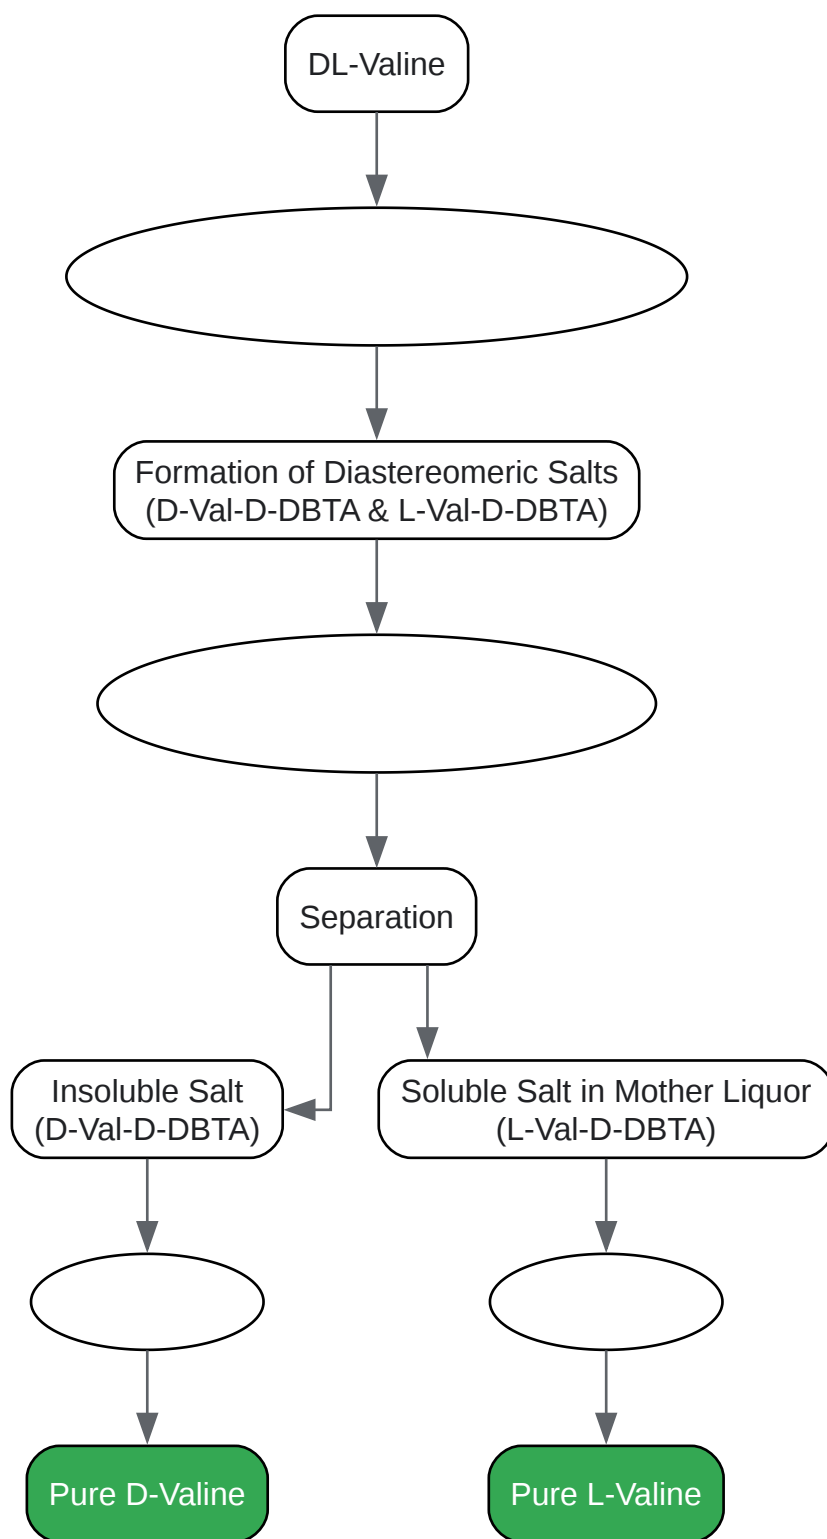 DL-Valine
Formation of Diastereomeric Salts
(D-Val-D-DBTA & L-Val-D-DBTA)
Separation
Insoluble Salt
(D-Val-D-DBTA)
Soluble Salt in Mother Liquor
(L-Val-D-DBTA)
Pure D-Valine
Pure L-Valine